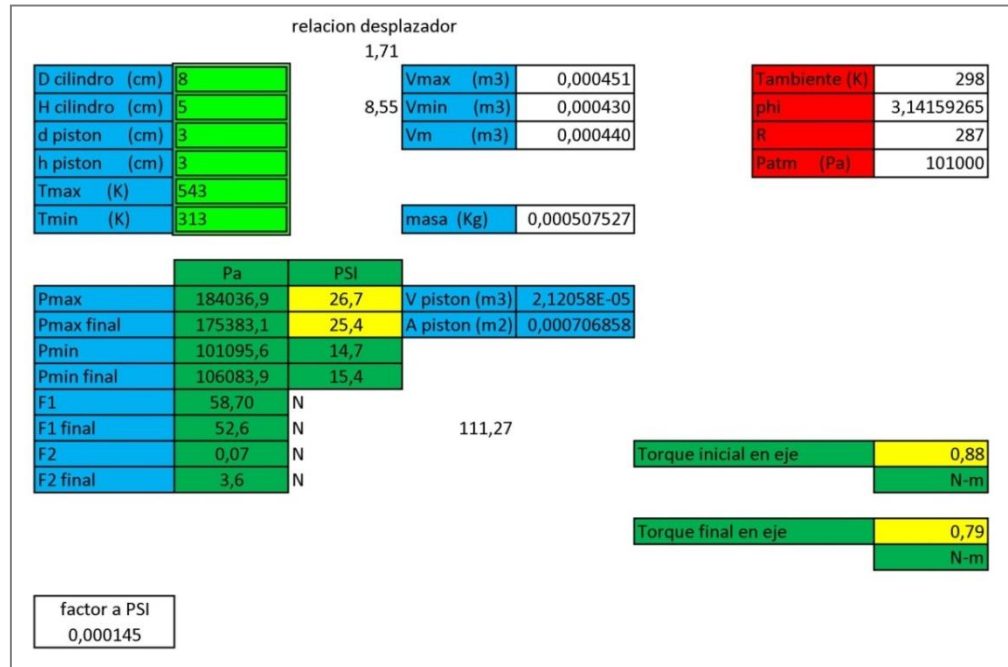 relacion desplazador
1,71
D cilindro (cm) 8 Vmax (m3) 0,000451 Tambiente (K) 298
H cilindro (cm) 5 8,55 Vmin (m3) 0,000430 phi 3,14159265
d piston (cm) 3 Vm (m3) 0,000440 R 287
h piston (cm) 3 Patm (Pa) 101000
Tmax (K) 543
Tmin (K) 313 masa (Kg) 0,000507527
Pa PSI
Pmax 184036,9 26,7 V piston (m3) 2,12058E-05
Pmax final 175383,1 25,4 A piston (m2) 0,000706858
Pmin 101095,6 14,7
Pmin final 106083,9 15,4
F1 58,70 N
F1 final 52,6 N 111,27
F2 0,07 N Torque inicial en eje 0,88
F2 final 3,6 N N-m
Torque final en eje 0,79
N-m
factor a PSI
0,000145